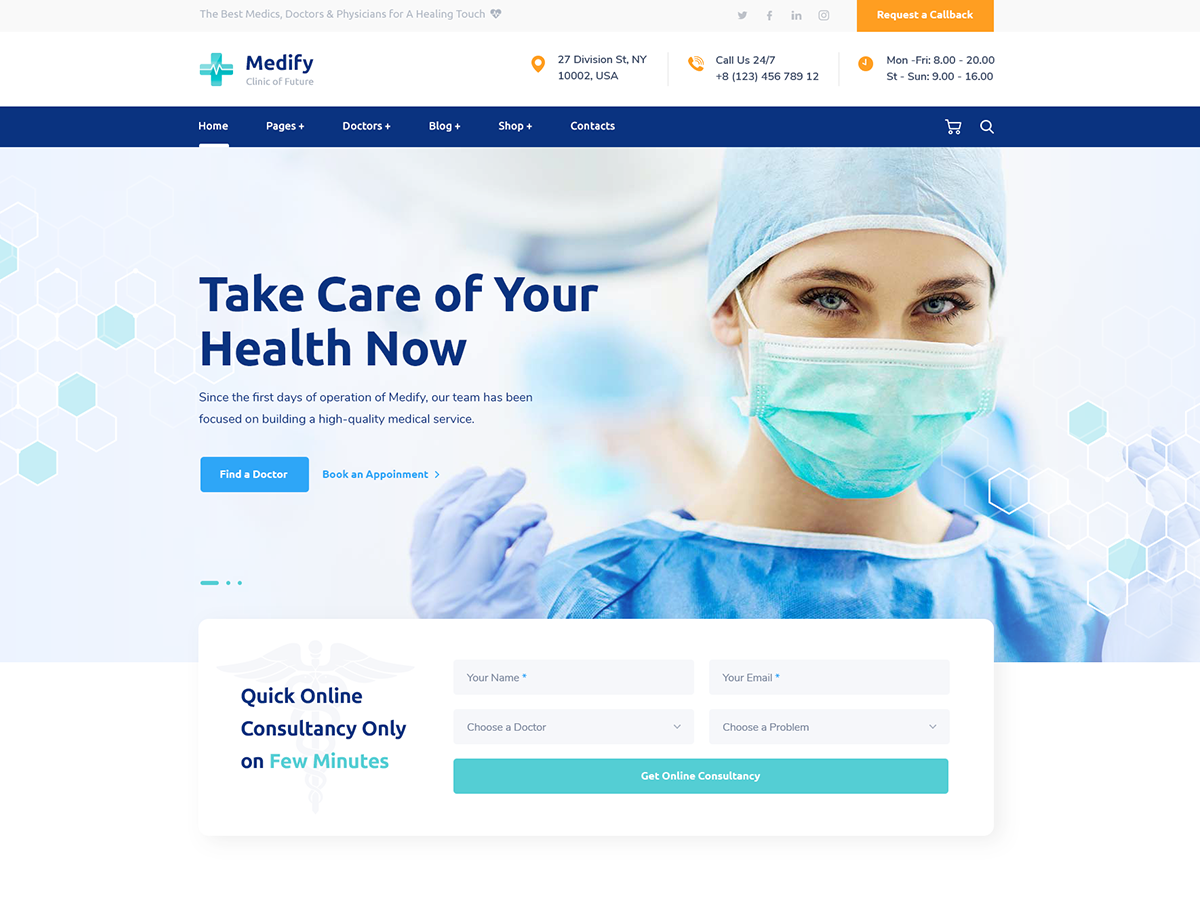 The Best Medics, Doctors & Physicians for A Healing Touch
Request a Callback
Medify
Clinic of Future
27 Division St, NY
10002, USA
Call Us 24/7
+8 (123) 456 789 12
Mon -Fri: 8.00 - 20.00
St - Sun: 9.00 - 16.00
Home
Pages +
Doctors +
Blog +
Shop +
Contacts
Take Care of Your
Health Now
Since the first days of operation of Medify, our team has been
focused on building a high-quality medical service.
Find a Doctor
Book an Appoinment >
Quick Online
Consultancy Only
on Few Minutes
Your Name *
Your Email *
Choose a Doctor
Choose a Problem
Get Online Consultancy